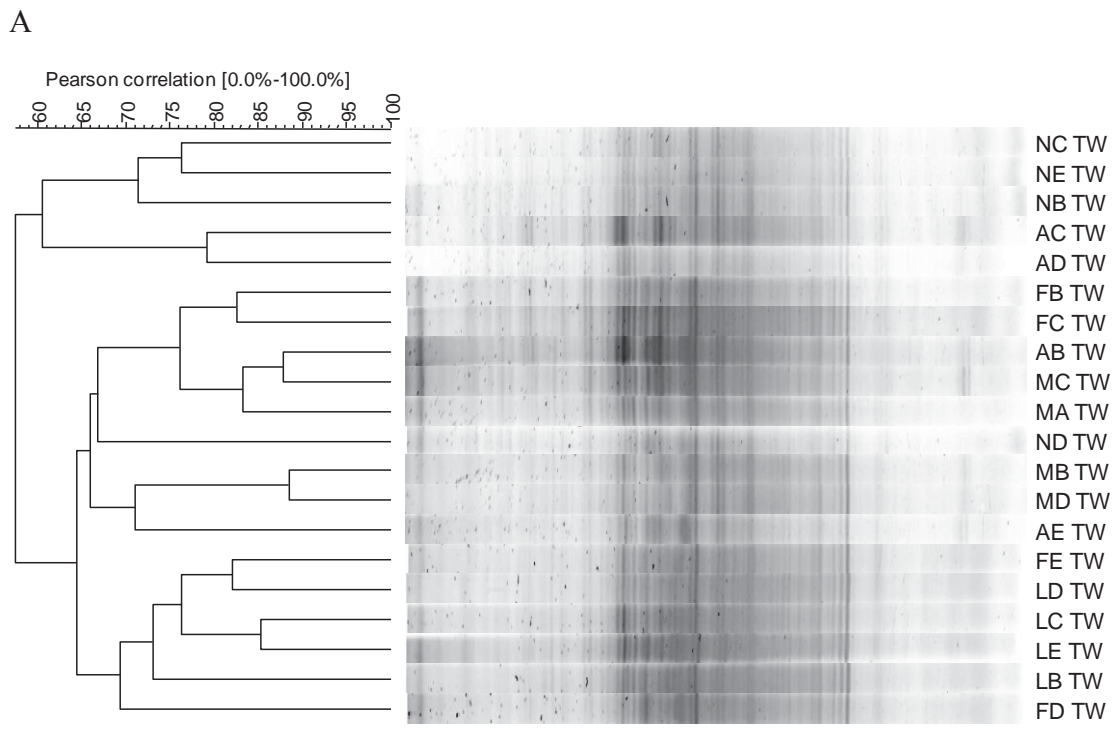 A
Pearson correlation [0.0%-100.0%]
60 65 70 75 80 85 90 95 100
NC TW
NE TW
NB TW
AC TW
AD TW
FB TW
FC TW
AB TW
MC TW
MA TW
ND TW
MB TW
MD TW
AE TW
FE TW
LD TW
LC TW
LE TW
LB TW
FD TW